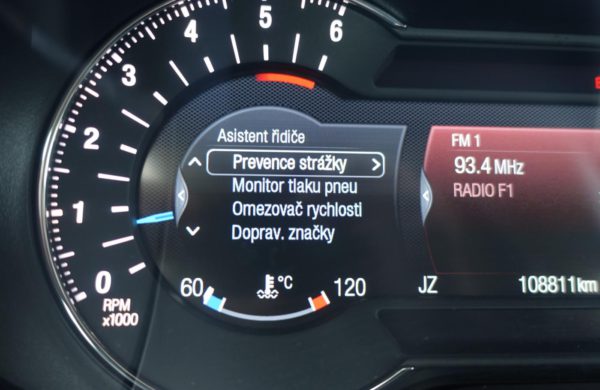 6
5
4
3
2
1
0
RPM
x1000
Asistent řidiče
Prevence strážky
Monitor tlaku pneu
Omezovač rychlosti
Doprav. značky
60 °C 120
FM 1
93.4 MHz
RADIO F1
JZ 108811km